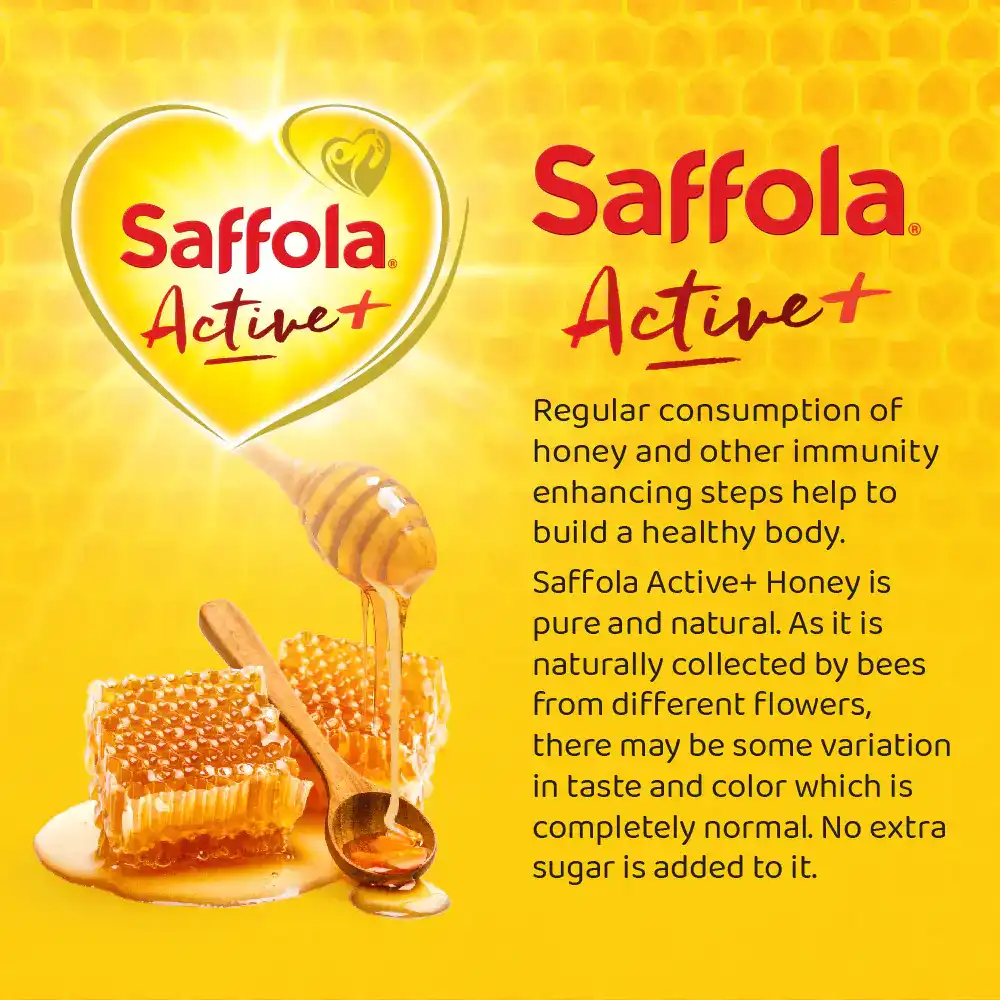 Saffola®
Active+
Saffola®
Active+
Regular consumption of
honey and other immunity
enhancing steps help to
build a healthy body.
Saffola Active+ Honey is
pure and natural. As it is
naturally collected by bees
from different flowers,
there may be some variation
in taste and color which is
completely normal. No extra
sugar is added to it.